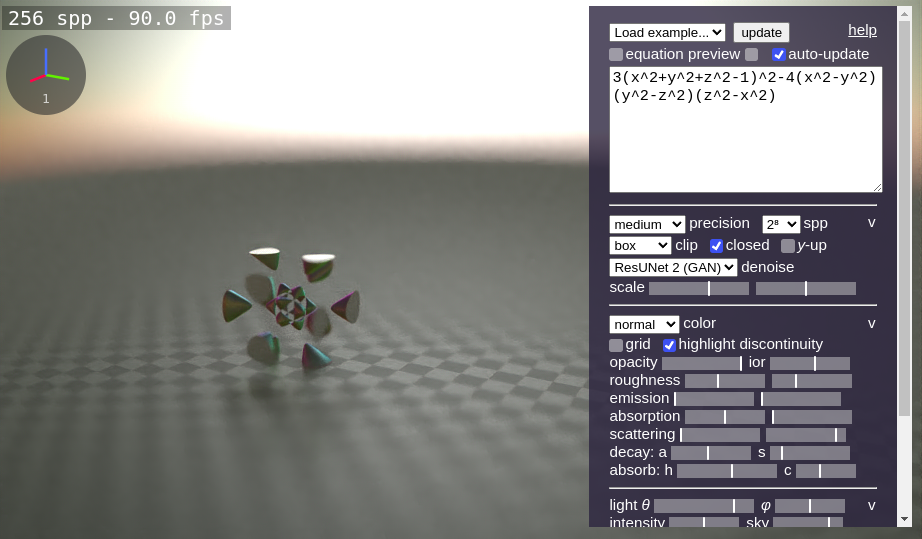 256 spp - 90.0 fps
1
Load example... update help
equation preview auto-update
3(x^2+y^2+z^2-1)^2-4(x^2-y^2)
(y^2-z^2)(z^2-x^2)
medium precision 2⁸ spp v
box clip closed y-up
ResUNet 2 (GAN) denoise
scale
normal color v
grid highlight discontinuity
opacity ior
roughness
emission
absorption
scattering
decay: a s
absorb: h c
light θ φ v
intensity sky